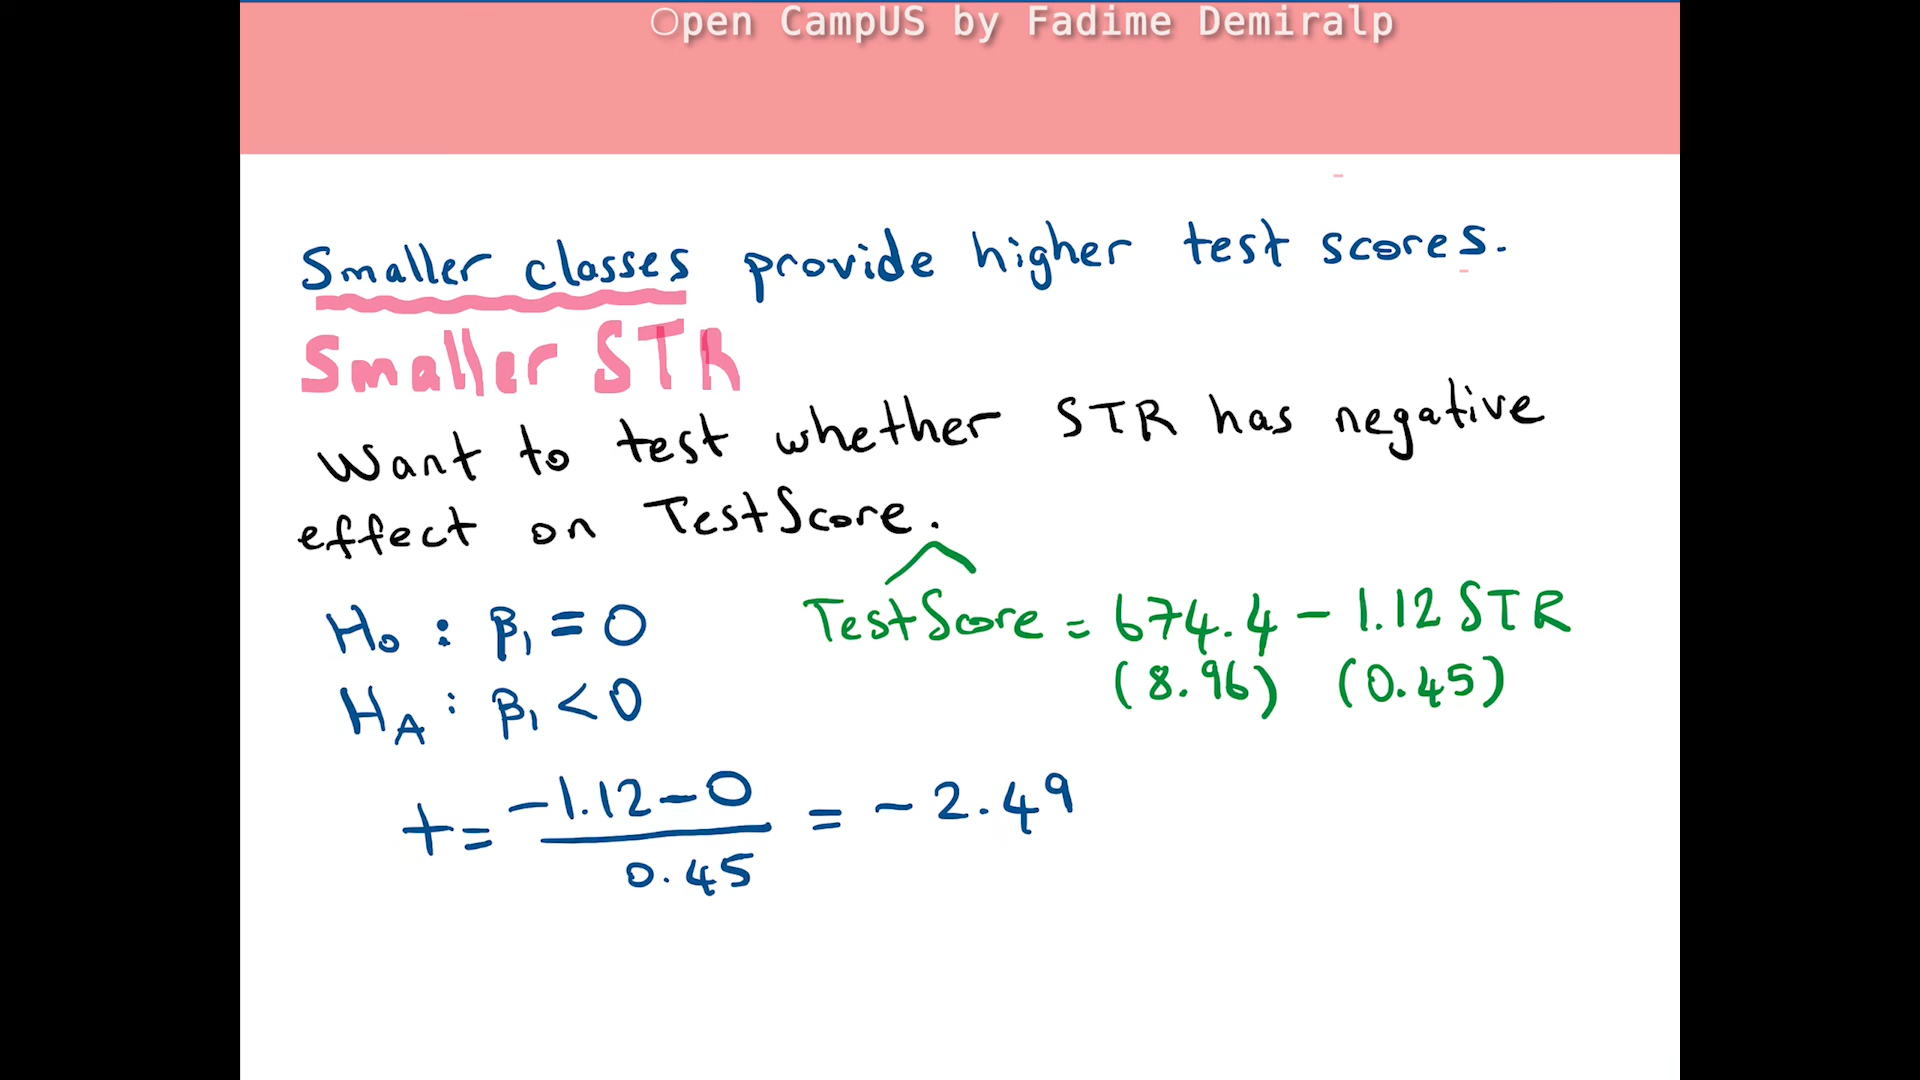 Open CampUS by Fadime Demiralp
Smaller classes provide higher test scores.
Smaller STR
Want to test whether STR has negative
effect on TestScore.
H0 : β1 = 0
TestScore = 674.4 - 1.12 STR
(8.96) (0.45)
HA : β1 < 0
t = -1.12 - 0 / 0.45 = -2.49